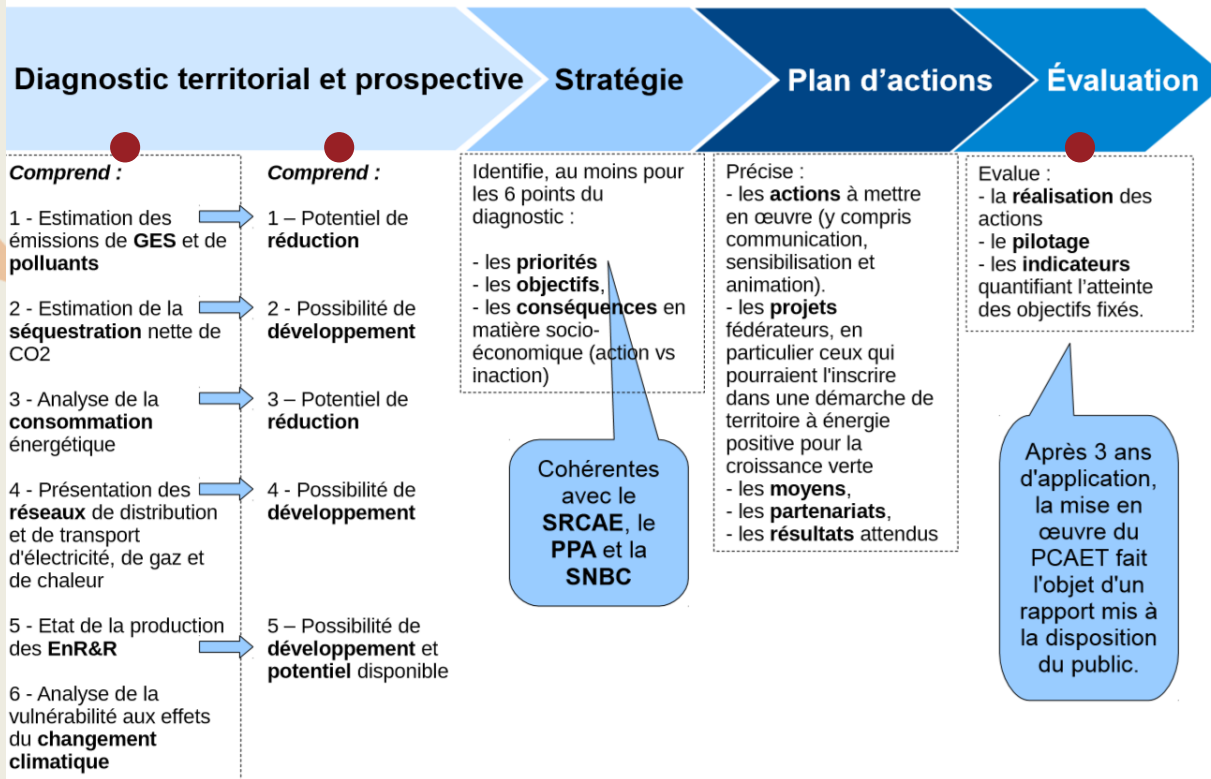 Diagnostic territorial et prospective
Stratégie
Plan d'actions
Évaluation
Comprend :
1 - Estimation des
émissions de GES et de
polluants
2 - Estimation de la
séquestration nette de
CO2
3 - Analyse de la
consommation
énergétique
4 - Présentation des
réseaux de distribution
et de transport
d'électricité, de gaz et
de chaleur
5 - Etat de la production
des EnR&R
6 - Analyse de la
vulnérabilité aux effets
du changement
climatique
Comprend :
1 – Potentiel de
réduction
2 - Possibilité de
développement
3 – Potentiel de
réduction
4 - Possibilité de
développement
5 – Possibilité de
développement et
potentiel disponible
Identifie, au moins pour
les 6 points du
diagnostic :
- les priorités
- les objectifs,
- les conséquences en
matière socio-
économique (action vs
inaction)
Cohérentes
avec le
SRCAE, le
PPA et la
SNBC
Précise :
- les actions à mettre
en œuvre (y compris
communication,
sensibilisation et
animation).
- les projets
fédérateurs, en
particulier ceux qui
pourraient l'inscrire
dans une démarche de
territoire à énergie
positive pour la
croissance verte
- les moyens,
- les partenariats,
- les résultats attendus
Evalue :
- la réalisation des
actions
- le pilotage
- les indicateurs
quantifiant l'atteinte
des objectifs fixés.
Après 3 ans
d'application,
la mise en
œuvre du
PCAET fait
l'objet d'un
rapport mis à
la disposition
du public.